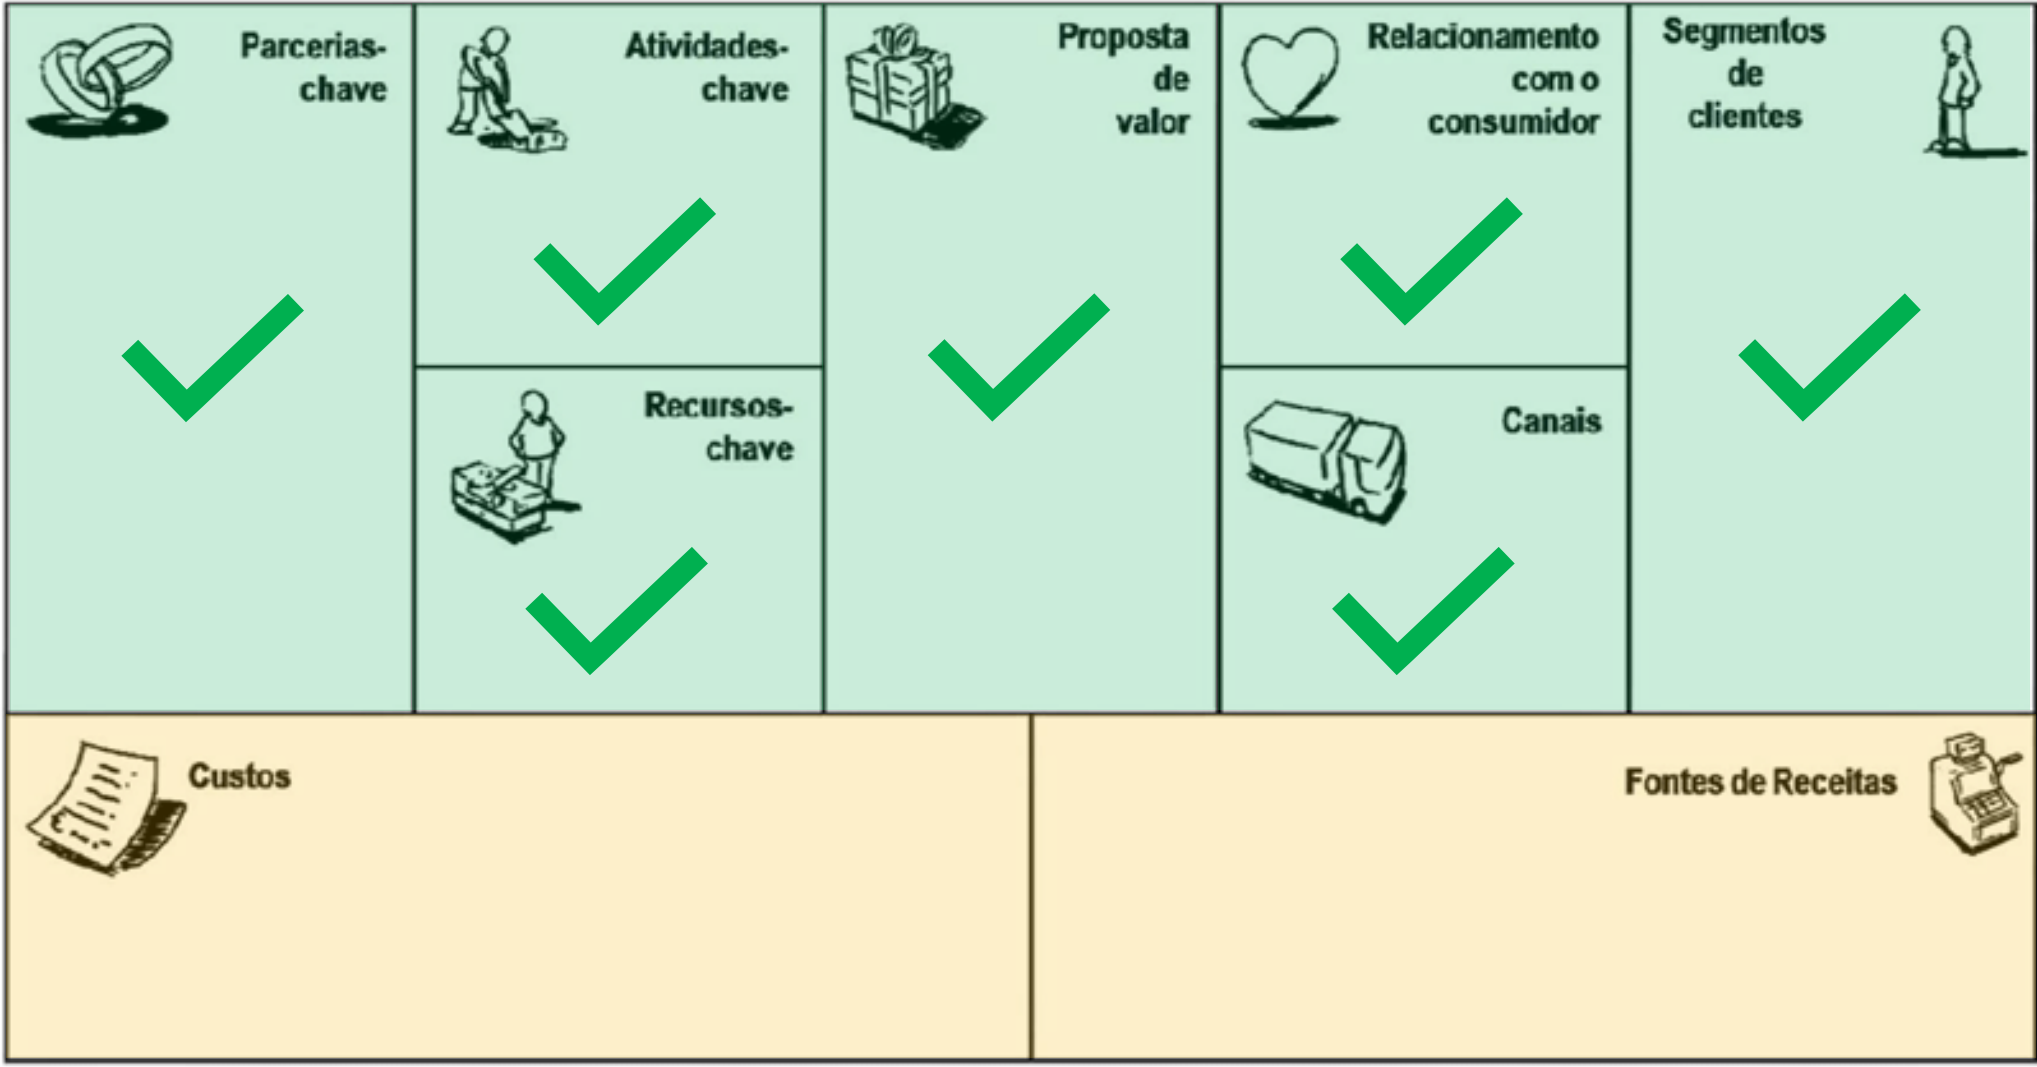 Parcerias-
chave
Atividades-
chave
Recursos-
chave
Proposta
de
valor
Relacionamento
com o
consumidor
Canais
Segmentos
de
clientes
Custos
Fontes de Receitas